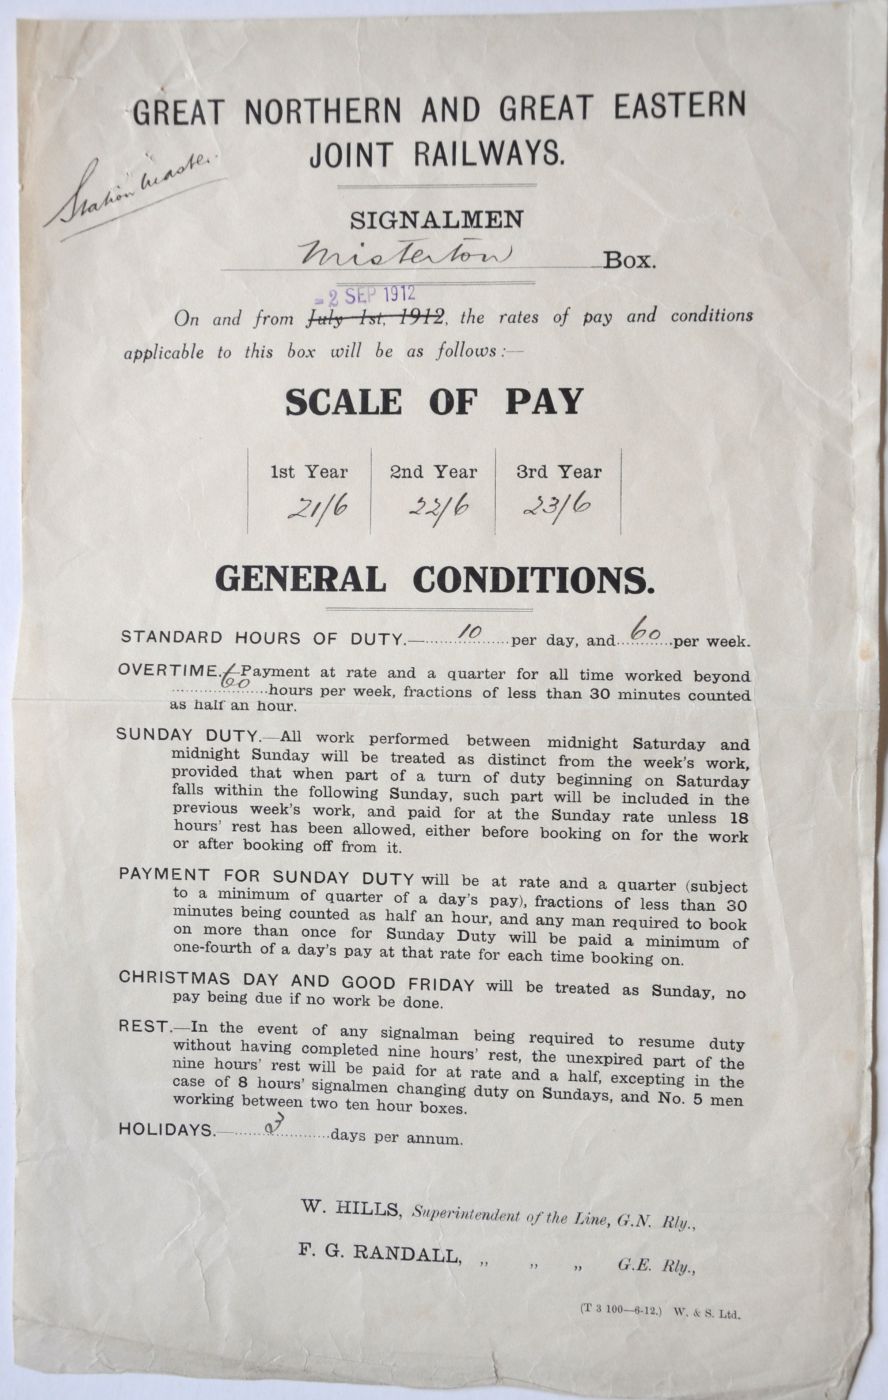 GREAT NORTHERN AND GREAT EASTERN
JOINT RAILWAYS.
Station Master.
SIGNALMEN
Misterton Box.
- 2 SEP 1912
On and from July 1st, 1912, the rates of pay and conditions
applicable to this box will be as follows:—
SCALE OF PAY
1st Year 2nd Year 3rd Year
21/6 22/6 23/6
GENERAL CONDITIONS.
STANDARD HOURS OF DUTY.—......10......per day, and...60...per week.
OVERTIME.—Payment at rate and a quarter for all time worked beyond
......60......hours per week, fractions of less than 30 minutes counted
as half an hour.
SUNDAY DUTY.—All work performed between midnight Saturday and
midnight Sunday will be treated as distinct from the week's work,
provided that when part of a turn of duty beginning on Saturday
falls within the following Sunday, such part will be included in the
previous week's work, and paid for at the Sunday rate unless 18
hours' rest has been allowed, either before booking on for the work
or after booking off from it.
PAYMENT FOR SUNDAY DUTY will be at rate and a quarter (subject
to a minimum of quarter of a day's pay), fractions of less than 30
minutes being counted as half an hour, and any man required to book
on more than once for Sunday Duty will be paid a minimum of
one-fourth of a day's pay at that rate for each time booking on.
CHRISTMAS DAY AND GOOD FRIDAY will be treated as Sunday, no
pay being due if no work be done.
REST.—In the event of any signalman being required to resume duty
without having completed nine hours' rest, the unexpired part of the
nine hours' rest will be paid for at rate and a half, excepting in the
case of 8 hours' signalmen changing duty on Sundays, and No. 5 men
working between two ten hour boxes.
HOLIDAYS.—............days per annum.
W. HILLS, Superintendent of the Line, G.N. Rly.,
F. G. RANDALL, „ „ „ G.E. Rly.,
(T 3 100—6-12.) W. & S. Ltd.